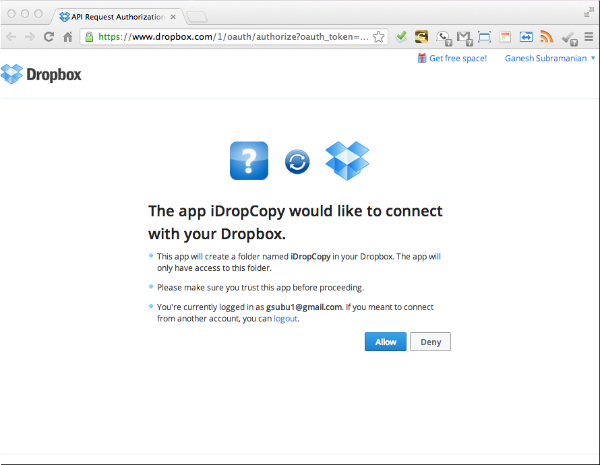 API Request Authorization
https://www.dropbox.com/1/oauth/authorize?oauth_token=...
Get free space!
Ganesh Subramanian
Dropbox
?
The app iDropCopy would like to connect
with your Dropbox.
This app will create a folder named iDropCopy in your Dropbox. The app will
only have access to this folder.
Please make sure you trust this app before proceeding.
You're currently logged in as gsubu1@gmail.com. If you meant to connect
from another account, you can logout.
Allow
Deny